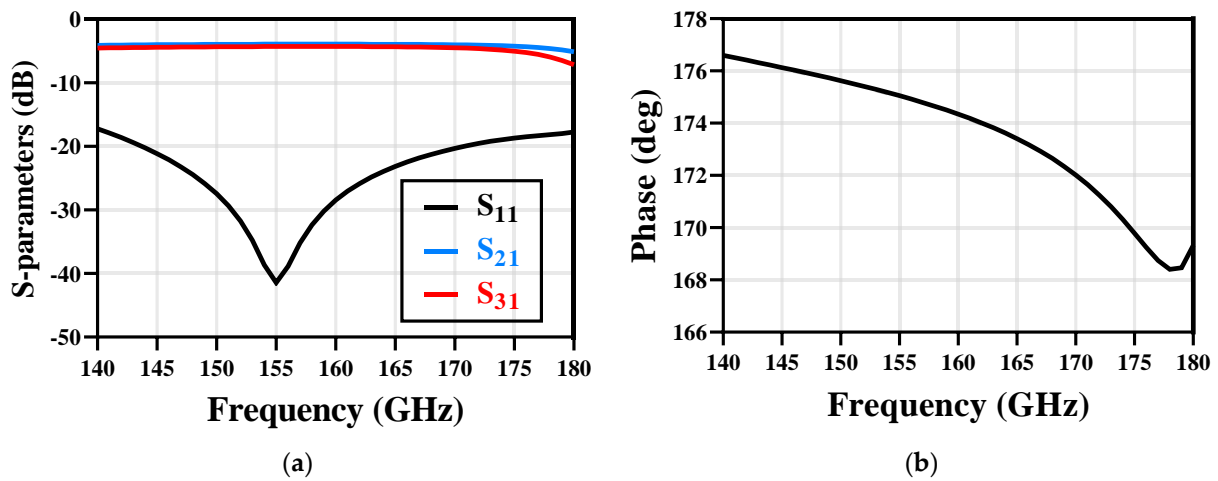 S-parameters (dB)
0
-10
-20
-30
-40
-50
S11
S21
S31
140 145 150 155 160 165 170 175 180
Frequency (GHz)
(a)
Phase (deg)
178
176
174
172
170
168
166
140 145 150 155 160 165 170 175 180
Frequency (GHz)
(b)